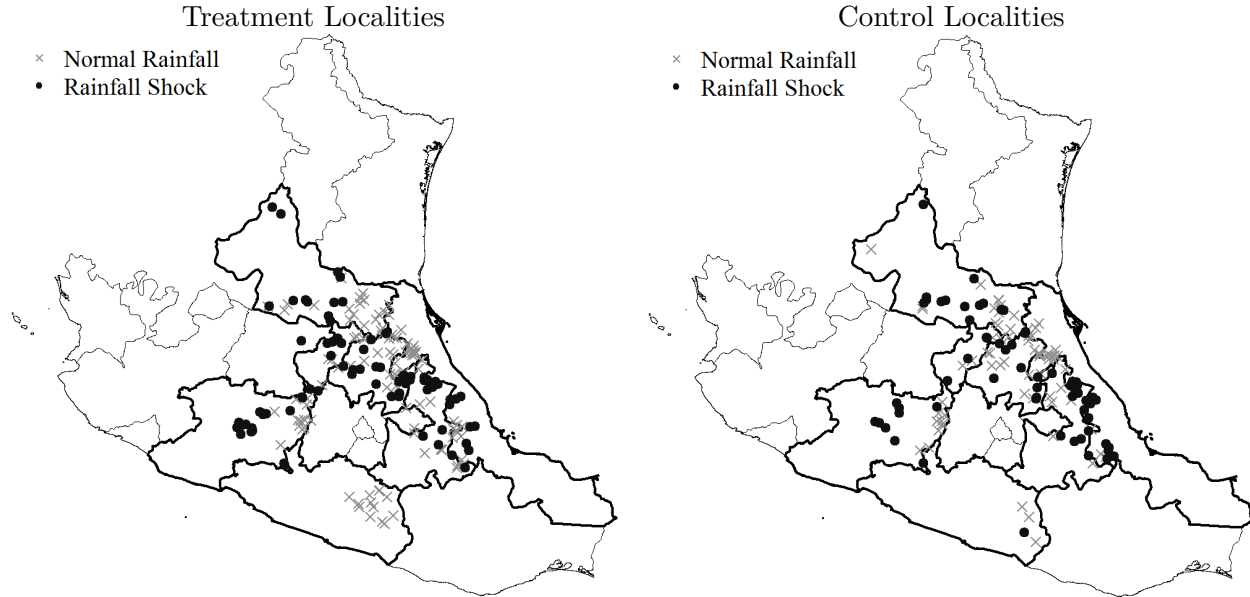 Treatment Localities
Normal Rainfall
Rainfall Shock
Control Localities
Normal Rainfall
Rainfall Shock